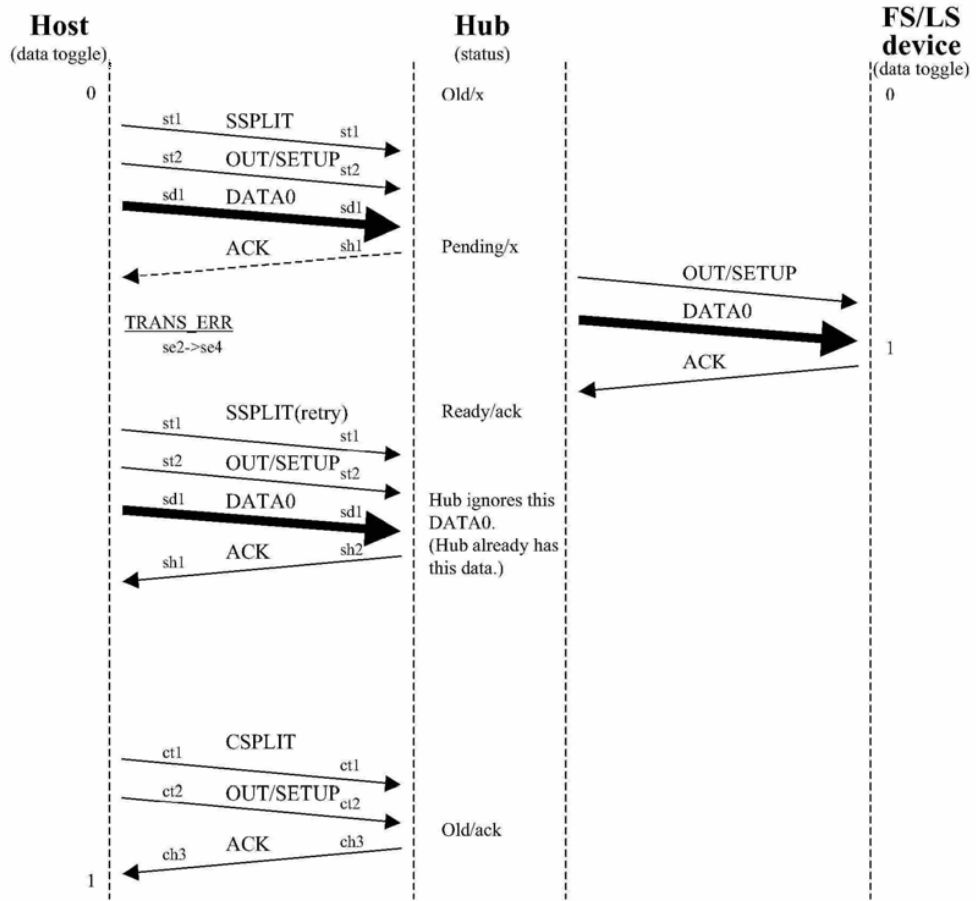 Host
(data toggle)
Hub
(status)
FS/LS
device
(data toggle)
0
Old/x
0
st1 SSPLIT st1
st2 OUT/SETUP st2
sd1 DATA0 sd1
ACK sh1
Pending/x
OUT/SETUP
DATA0
1
ACK
TRANS_ERR
se2->se4
Ready/ack
st1 SSPLIT(retry) st1
st2 OUT/SETUP st2
sd1 DATA0 sd1
sh1 ACK sh2
Hub ignores this
DATA0.
(Hub already has
this data.)
ct1 CSPLIT ct1
ct2 OUT/SETUP ct2
Old/ack
ch3 ACK ch3
1